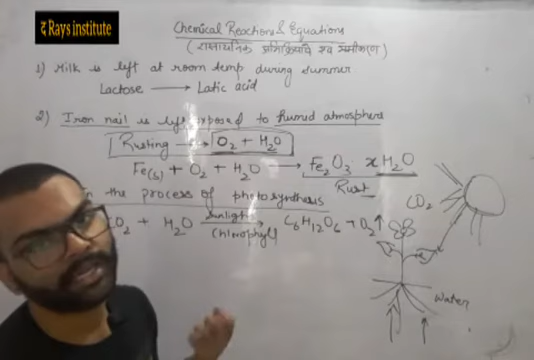 द Rays institute
Chemical Reactions & Equations
(रासायनिक अभिक्रियाएँ एवं समीकरण)
1) Milk is left at room temp during summer
Lactose → Latic acid
2) Iron nail is left exposed to humid atmosphere
Rusting → O₂ + H₂O
Fe(s) + O₂ + H₂O → Fe₂O₃ xH₂O
Rust
In the process of photosynthesis
CO₂ + H₂O sunlight → C₆H₁₂O₆ + O₂↑
Chlorophyll
CO₂
Water